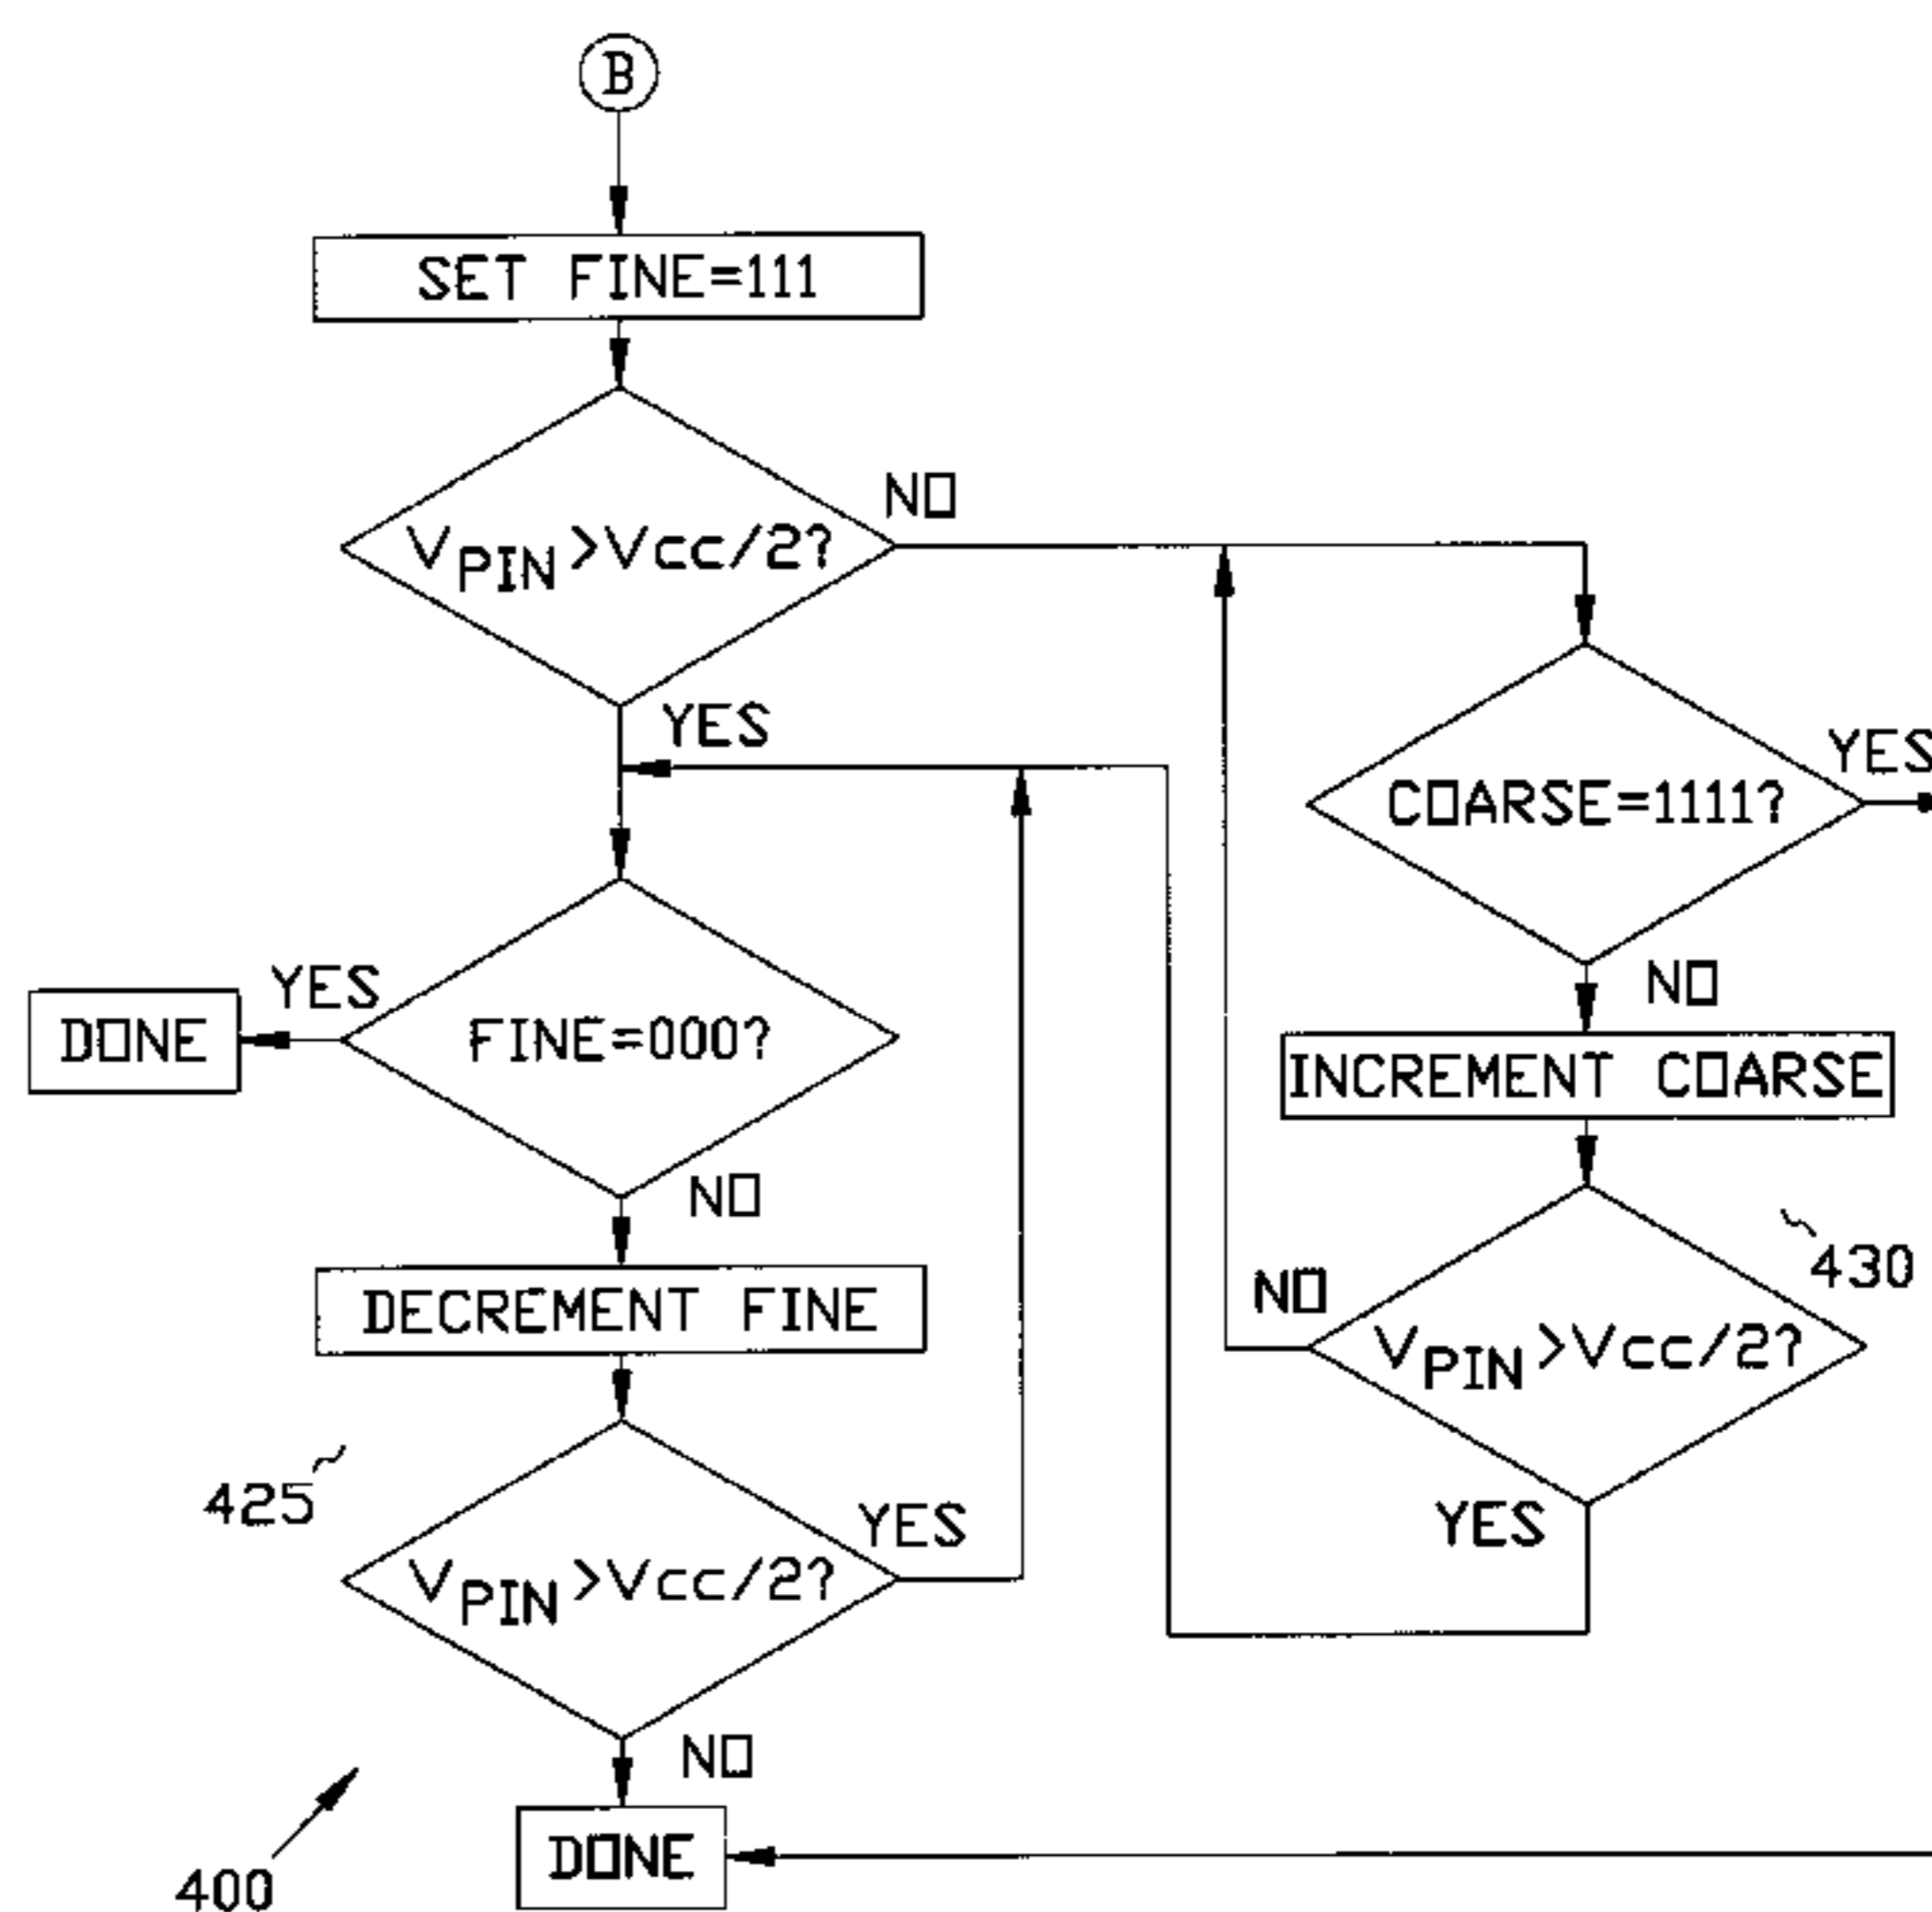 B
SET FINE=111
VPIN>Vcc/2?
NO
YES
COARSE=1111?
YES
FINE=000?
YES
DONE
NO
INCREMENT COARSE
NO
DECREMENT FINE
430
VPIN>Vcc/2?
NO
YES
425
VPIN>Vcc/2?
YES
NO
DONE
400